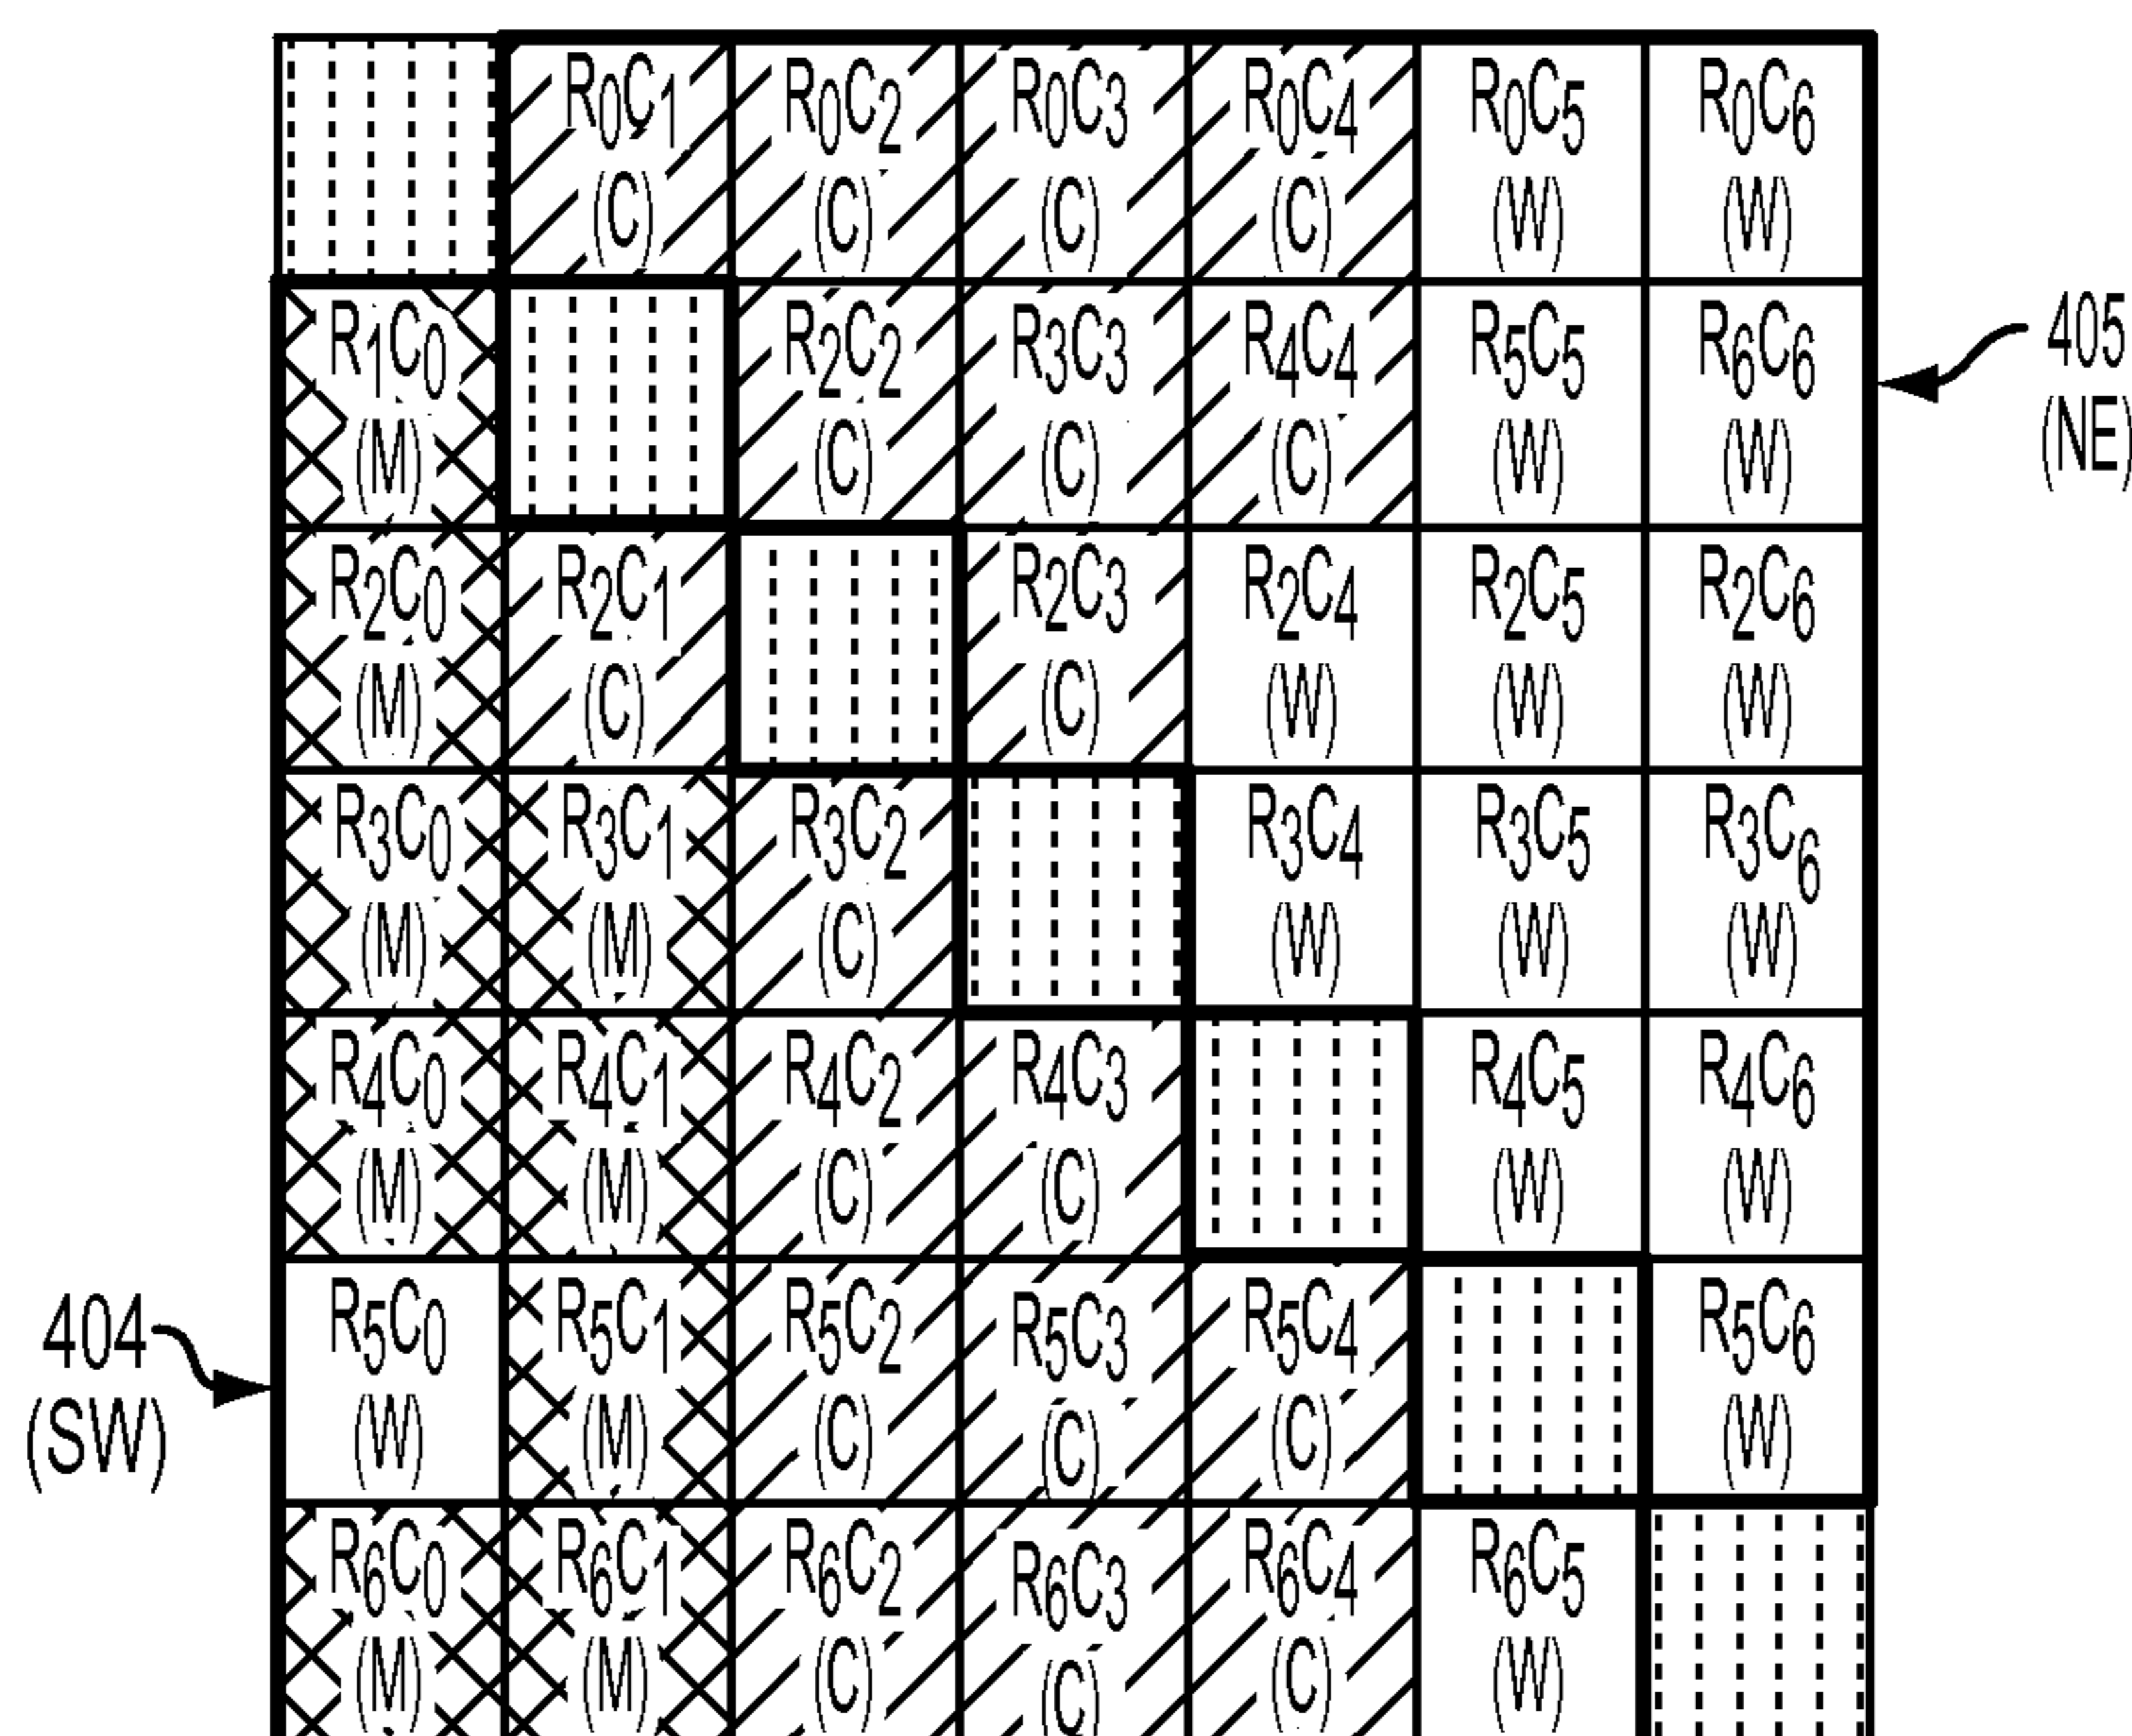 R0C1 R0C2 R0C3 R0C4 R0C5 R0C6
(C) (C) (C) (C) (W) (W)
R1C0 R2C2 R3C3 R4C4 R5C5 R6C6 405
(M) (C) (C) (C) (W) (W) (NE)
R2C0 R2C1 R2C3 R2C4 R2C5 R2C6
(M) (C) (C) (W) (W) (W)
R3C0 R3C1 R3C2 R3C4 R3C5 R3C6
(M) (M) (C) (W) (W) (W)
R4C0 R4C1 R4C2 R4C3 R4C5 R4C6
(M) (M) (C) (C) (W) (W)
404 R5C0 R5C1 R5C2 R5C3 R5C4 R5C6
(SW) (W) (M) (C) (C) (C) (W)
R6C0 R6C1 R6C2 R6C3 R6C4 R6C5
(M) (M) (C) (C) (C) (W)